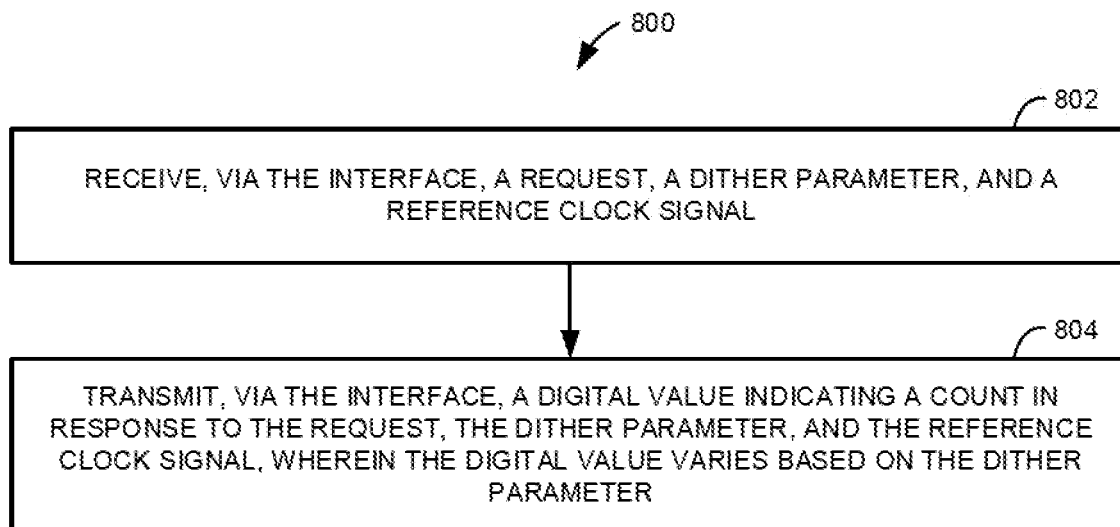 800
802
RECEIVE, VIA THE INTERFACE, A REQUEST, A DITHER PARAMETER, AND A
REFERENCE CLOCK SIGNAL
804
TRANSMIT, VIA THE INTERFACE, A DIGITAL VALUE INDICATING A COUNT IN
RESPONSE TO THE REQUEST, THE DITHER PARAMETER, AND THE REFERENCE
CLOCK SIGNAL, WHEREIN THE DIGITAL VALUE VARIES BASED ON THE DITHER
PARAMETER